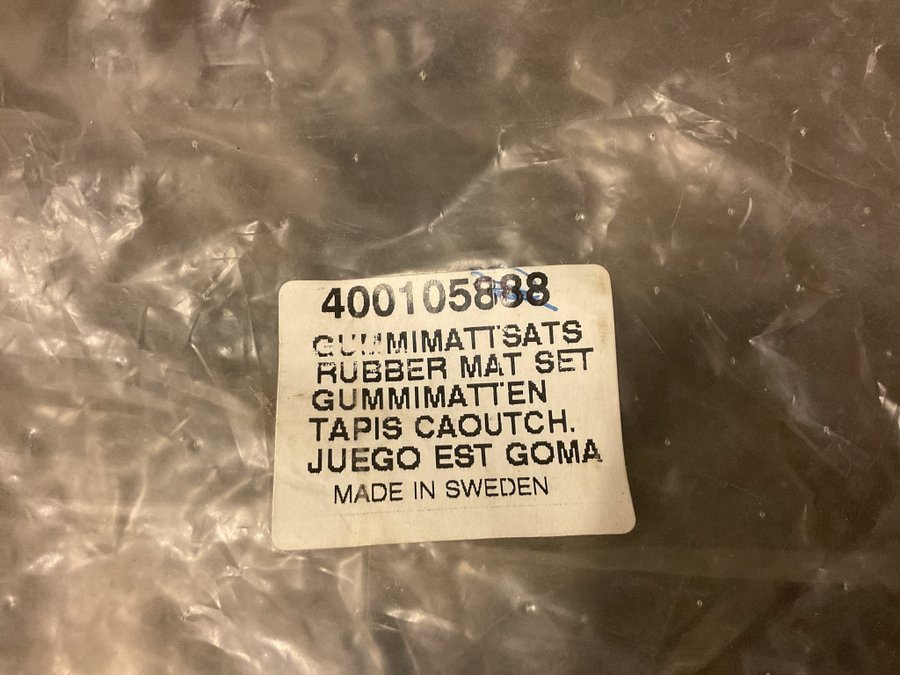 400105888
GUMMIMATTSATS
RUBBER MAT SET
GUMMIMATTEN
TAPIS CAOUTCH.
JUEGO EST GOMA
MADE IN SWEDEN